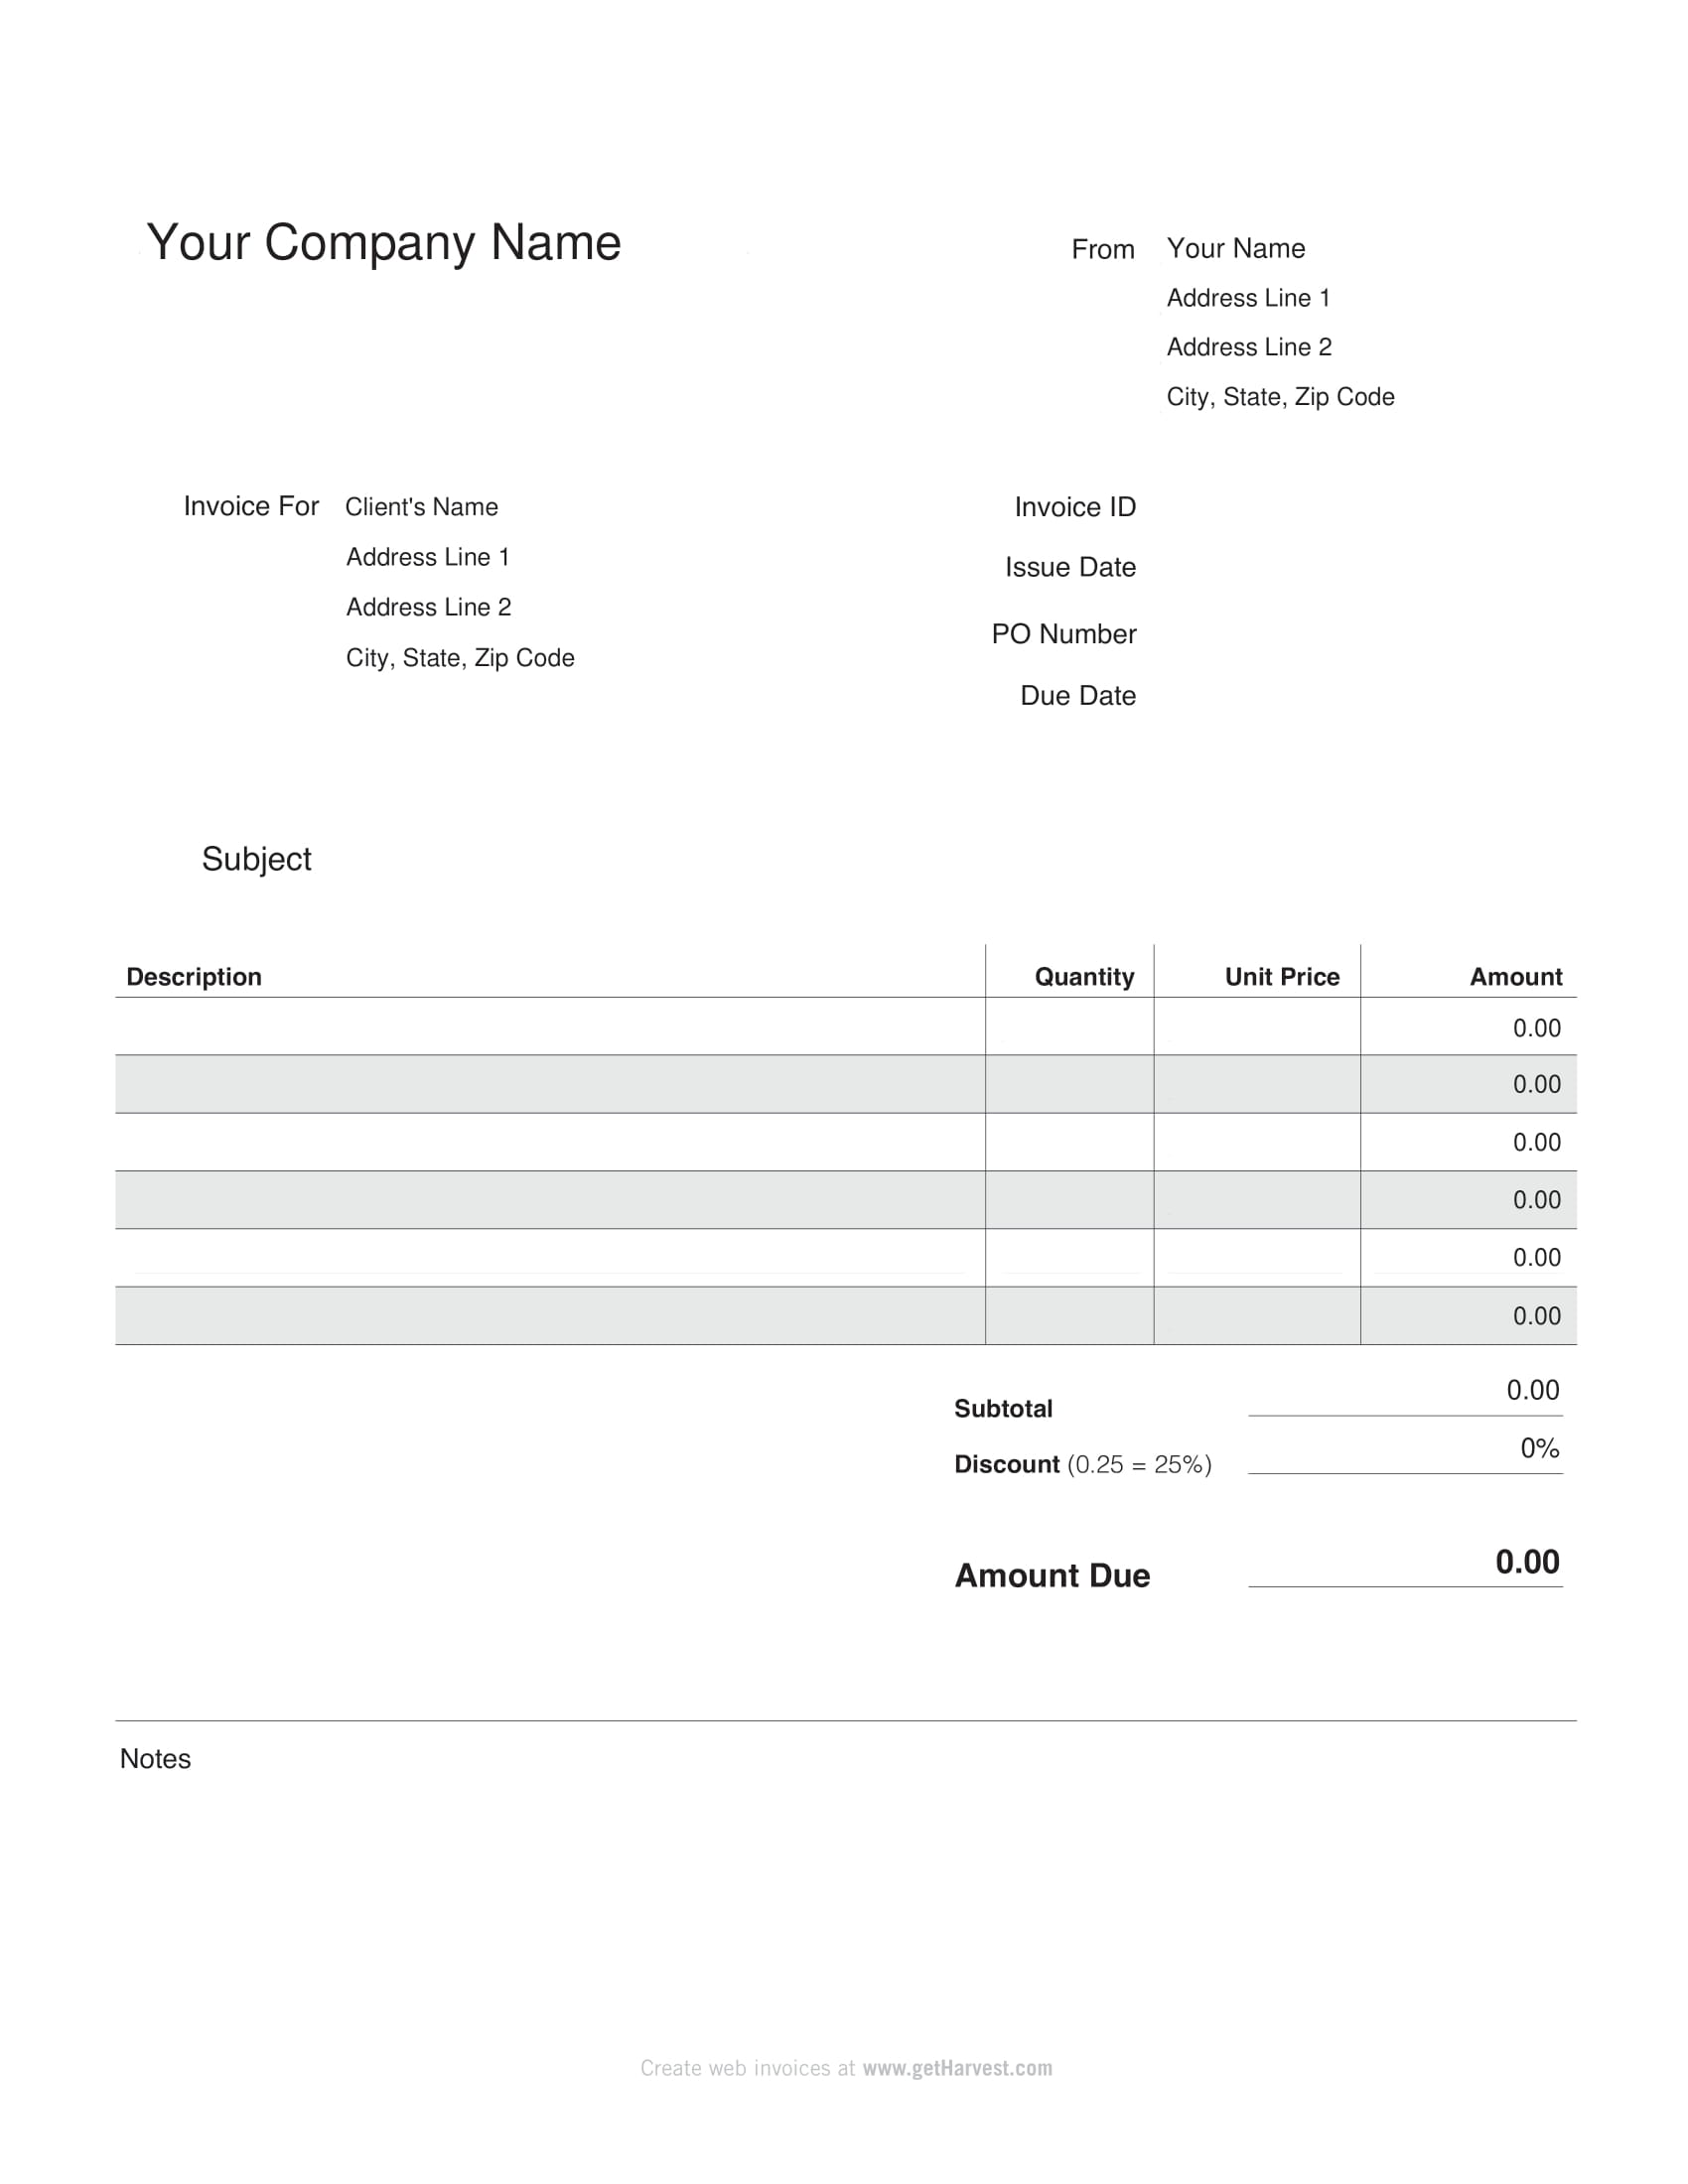 Your Company Name
From Your Name
Address Line 1
Address Line 2
City, State, Zip Code
Invoice For Client's Name
Address Line 1
Address Line 2
City, State, Zip Code
Invoice ID
Issue Date
PO Number
Due Date
Subject
Description Quantity Unit Price Amount
0.00
0.00
0.00
0.00
0.00
0.00
Subtotal 0.00
Discount (0.25 = 25%) 0%
Amount Due 0.00
Notes
Create web invoices at www.getHarvest.com